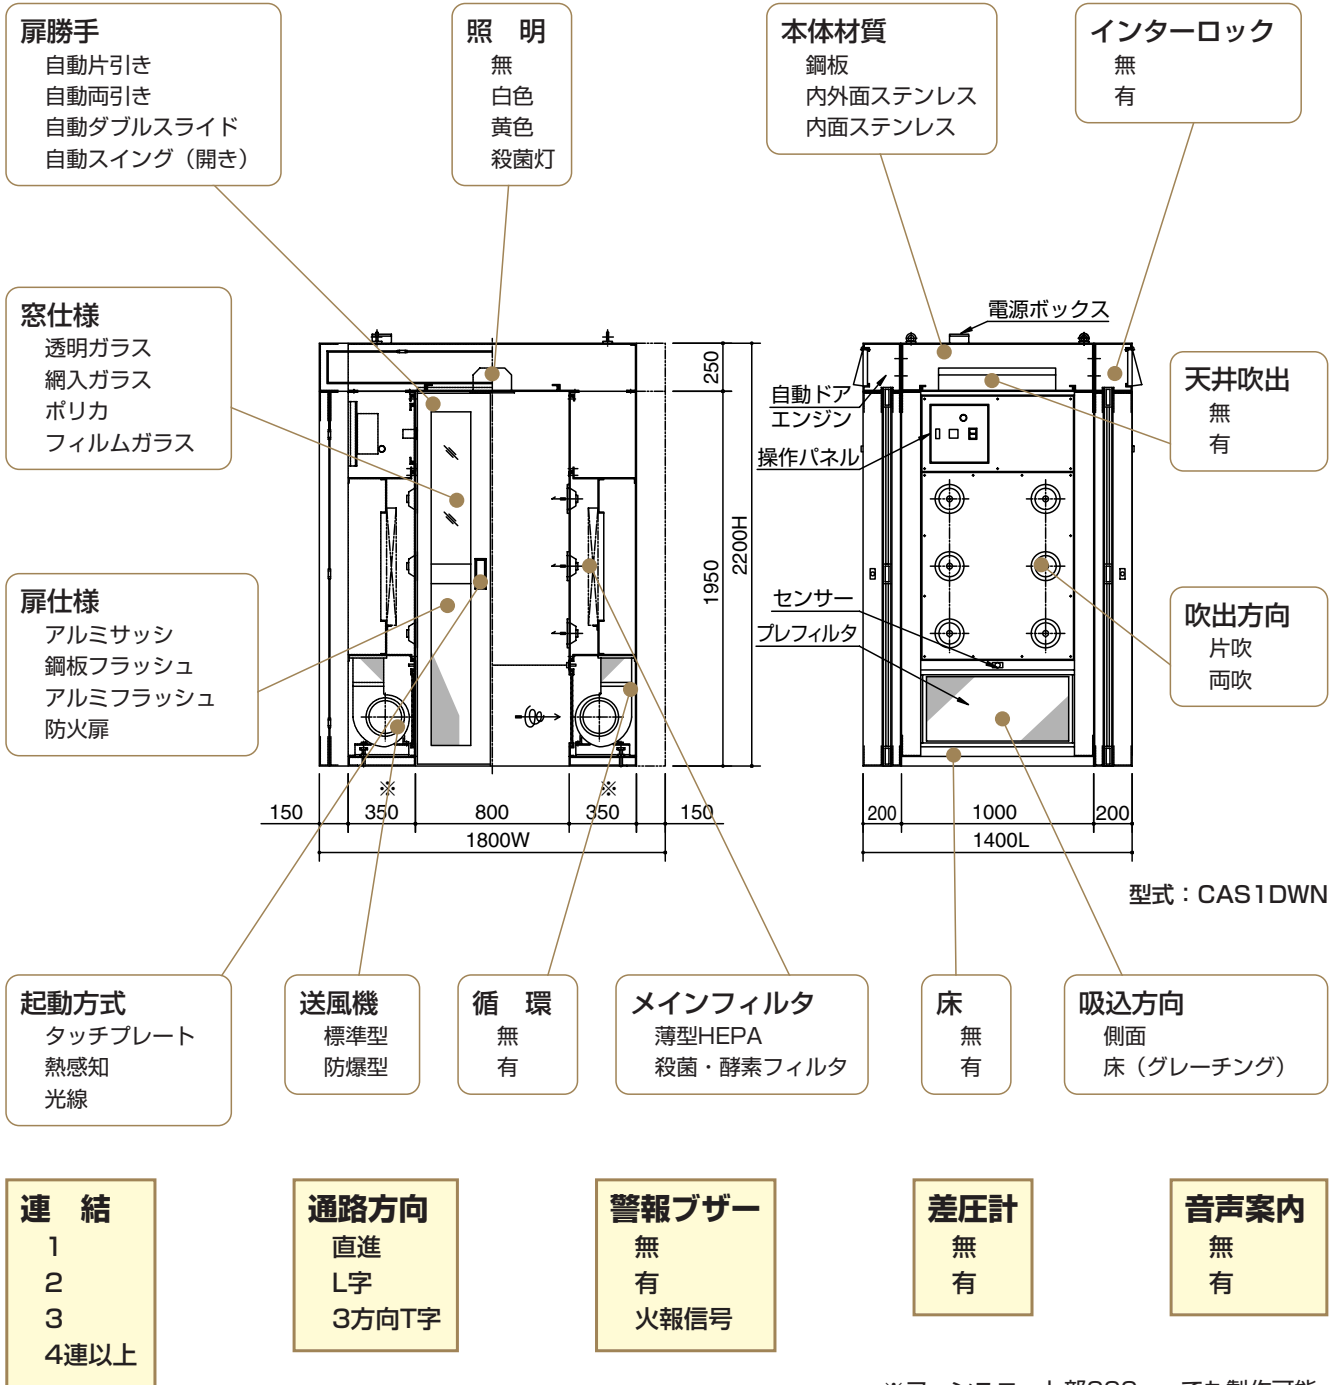 扉勝手
自動片引き
自動両引き
自動ダブルスライド
自動スイング（開き）
照　明
無
白色
黄色
殺菌灯
本体材質
鋼板
内外面ステンレス
内面ステンレス
インターロック
無
有
窓仕様
透明ガラス
網入ガラス
ポリカ
フィルムガラス
扉仕様
アルミサッシ
鋼板フラッシュ
アルミフラッシュ
防火扉
250
1950
2200H
※
※
150
350
800
350
150
1800W
電源ボックス
自動ドア
エンジン
操作パネル
センサー
プレフィルタ
200
1000
200
1400L
天井吹出
無
有
吹出方向
片吹
両吹
型式：CAS1DWN
起動方式
タッチプレート
熱感知
光線
送風機
標準型
防爆型
循　環
無
有
メインフィルタ
薄型HEPA
殺菌・酵素フィルタ
床
無
有
吸込方向
側面
床（グレーチング）
連　結
1
2
3
4連以上
通路方向
直進
L字
3方向T字
警報ブザー
無
有
火報信号
差圧計
無
有
音声案内
無
有